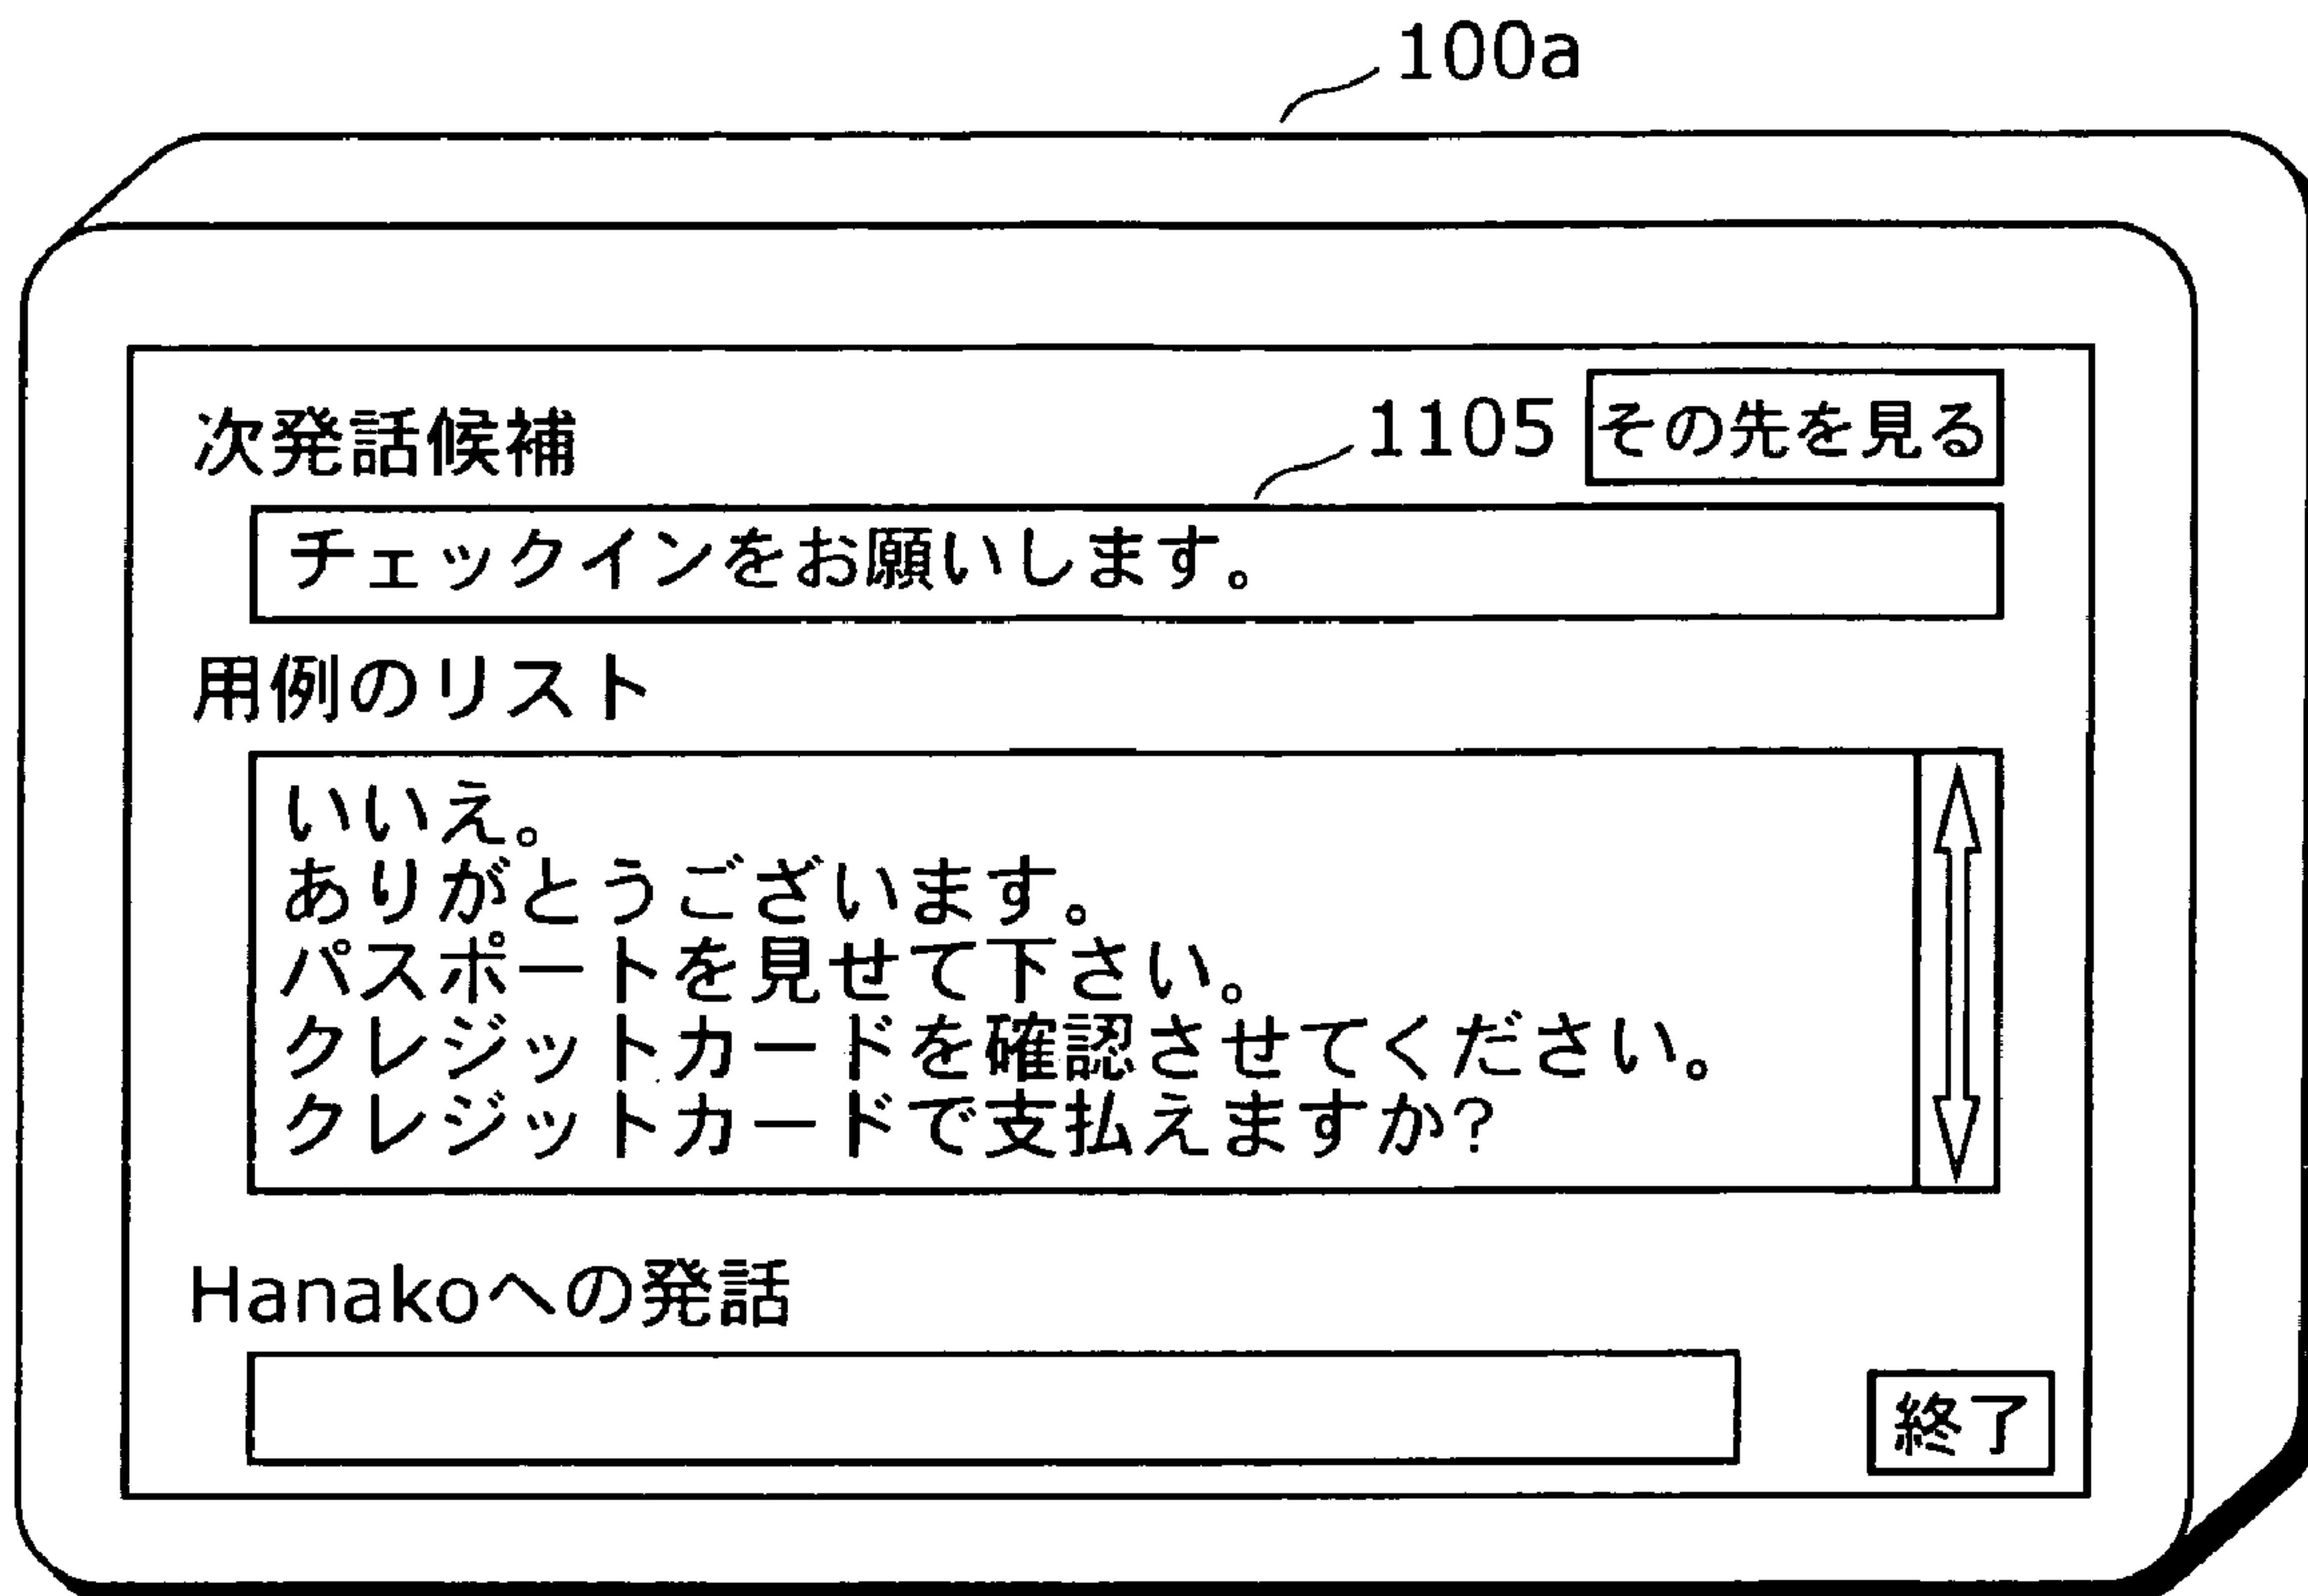 100a
次発話候補
1105
その先を見る
チェックインをお願いします。
用例のリスト
いいえ。
ありがとうございます。
パスポートを見せて下さい。
クレジットカードを確認させてください。
クレジットカードで支払えますか?
Hanakoへの発話
終了